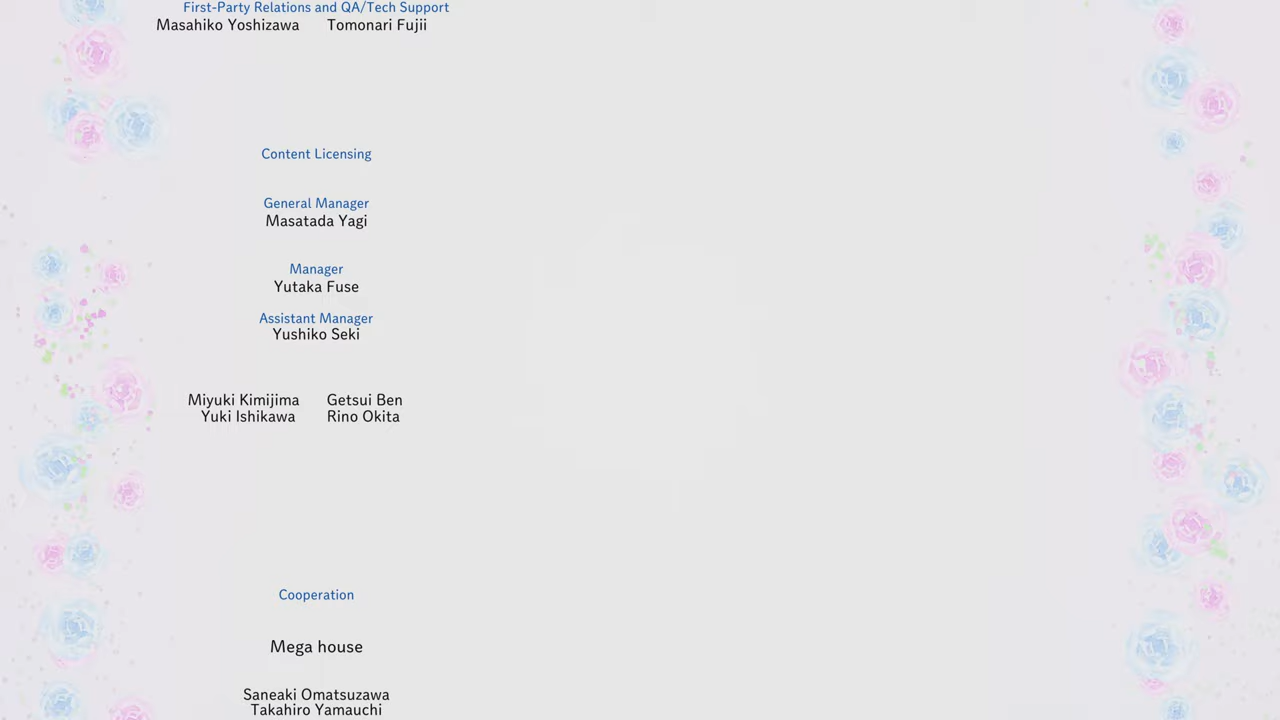 First-Party Relations and QA/Tech Support
Masahiko Yoshizawa Tomonari Fujii
Content Licensing
General Manager
Masatada Yagi
Manager
Yutaka Fuse
Assistant Manager
Yushiko Seki
Miyuki Kimijima Getsui Ben
Yuki Ishikawa Rino Okita
Cooperation
Mega house
Saneaki Omatsuzawa
Takahiro Yamauchi